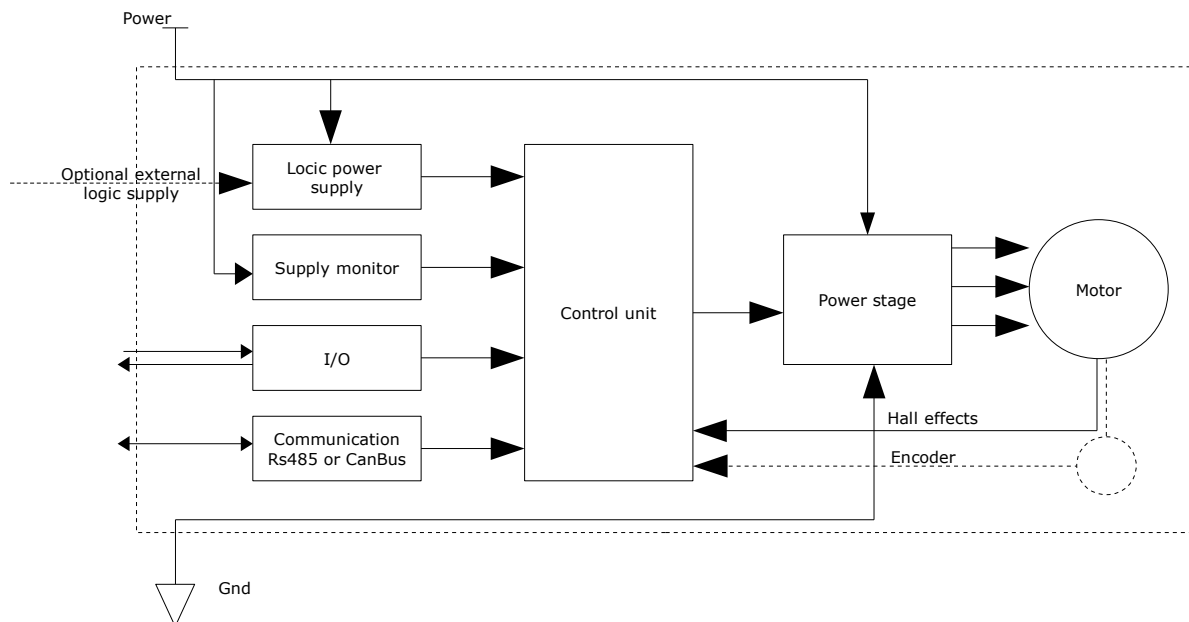 Power
Optional external
logic supply
Locic power
supply
Supply monitor
I/O
Communication
Rs485 or CanBus
Control unit
Power stage
Motor
Hall effects
Encoder
Gnd